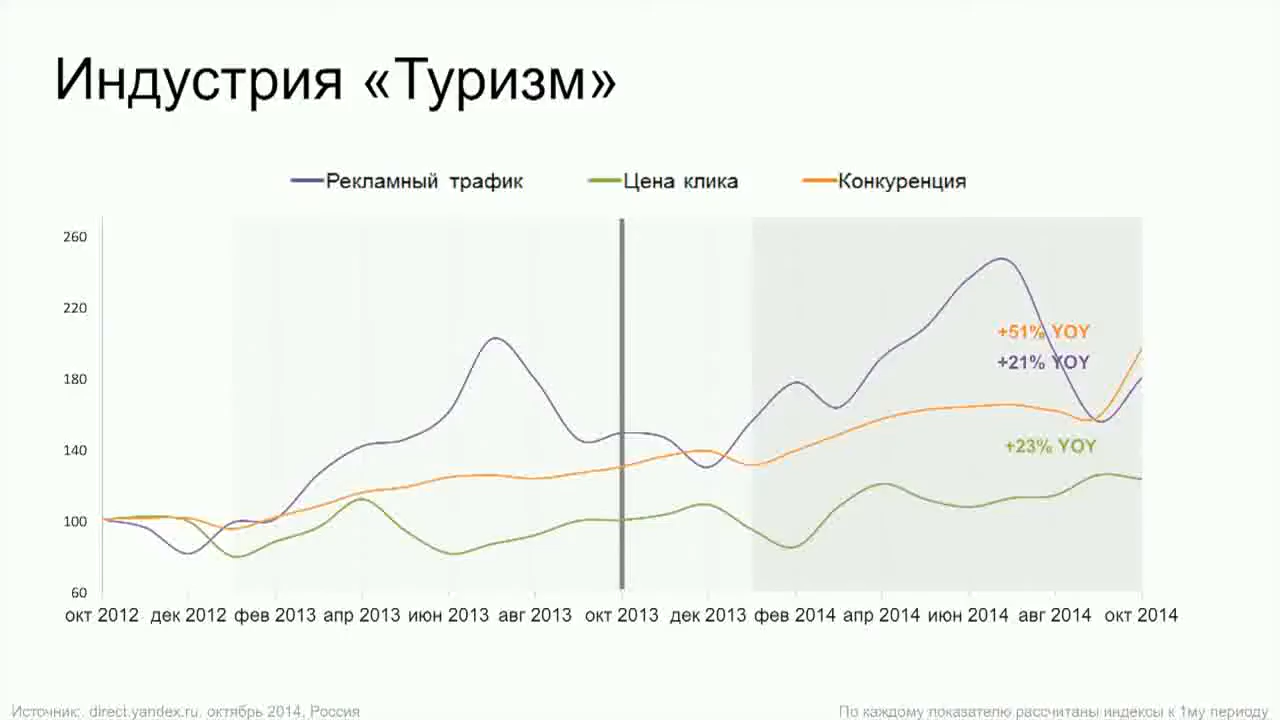 Индустрия «Туризм»
Рекламный трафик Цена клика Конкуренция
260
220
180
140
100
60
+51% YOY
+21% YOY
+23% YOY
окт 2012 дек 2012 фев 2013 апр 2013 июн 2013 авг 2013 окт 2013 дек 2013 фев 2014 апр 2014 июн 2014 авг 2014 окт 2014
Источник:. direct.yandex.ru, октябрь 2014, Россия
По каждому показателю рассчитаны индексы к 1му периоду